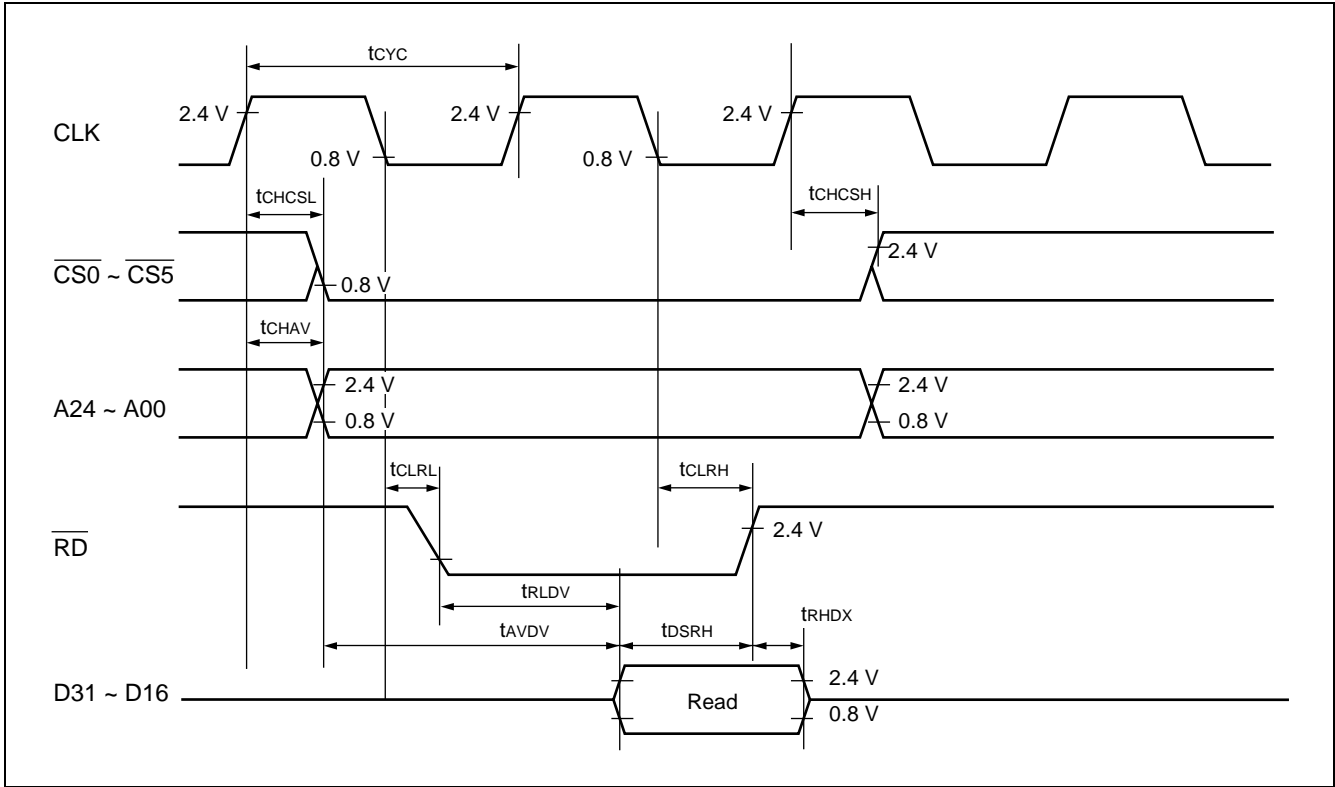 tCYC
2.4 V 2.4 V 2.4 V
CLK
0.8 V 0.8 V
tCHCSL tCHCSH
2.4 V
CS0 ~ CS5
0.8 V
tCHAV
2.4 V 2.4 V
A24 ~ A00
0.8 V 0.8 V
tCLRL tCLRH
2.4 V
RD
tRLDV
tRHDX
tAVDV tDSRH
2.4 V
D31 ~ D16
Read
0.8 V